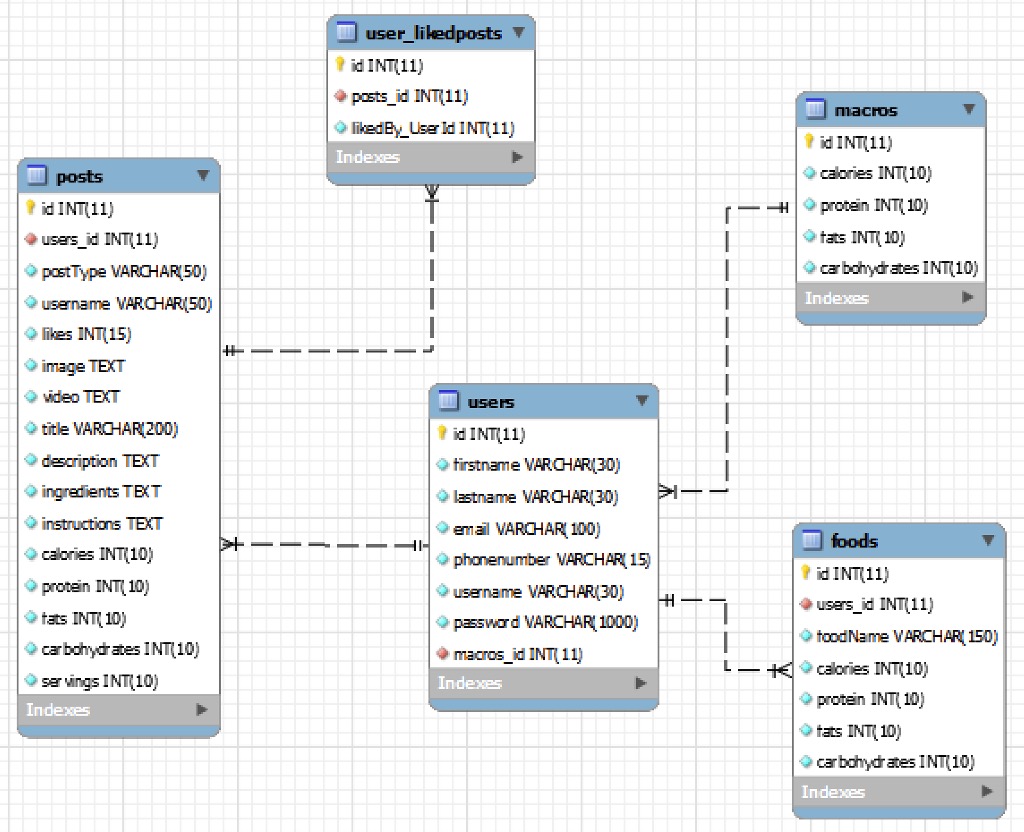 user_likedposts
id INT(11)
posts_id INT(11)
likedBy_UserId INT(11)
Indexes
macros
id INT(11)
calories INT(10)
protein INT(10)
fats INT(10)
carbohydrates INT(10)
Indexes
posts
id INT(11)
users_id INT(11)
postType VARCHAR(50)
username VARCHAR(50)
likes INT(15)
image TEXT
video TEXT
title VARCHAR(200)
description TEXT
ingredients TEXT
instructions TEXT
calories INT(10)
protein INT(10)
fats INT(10)
carbohydrates INT(10)
servings INT(10)
Indexes
users
id INT(11)
firstname VARCHAR(30)
lastname VARCHAR(30)
email VARCHAR(100)
phonenumber VARCHAR(15)
username VARCHAR(30)
password VARCHAR(1000)
macros_id INT(11)
Indexes
foods
id INT(11)
users_id INT(11)
foodName VARCHAR(150)
calories INT(10)
protein INT(10)
fats INT(10)
carbohydrates INT(10)
Indexes